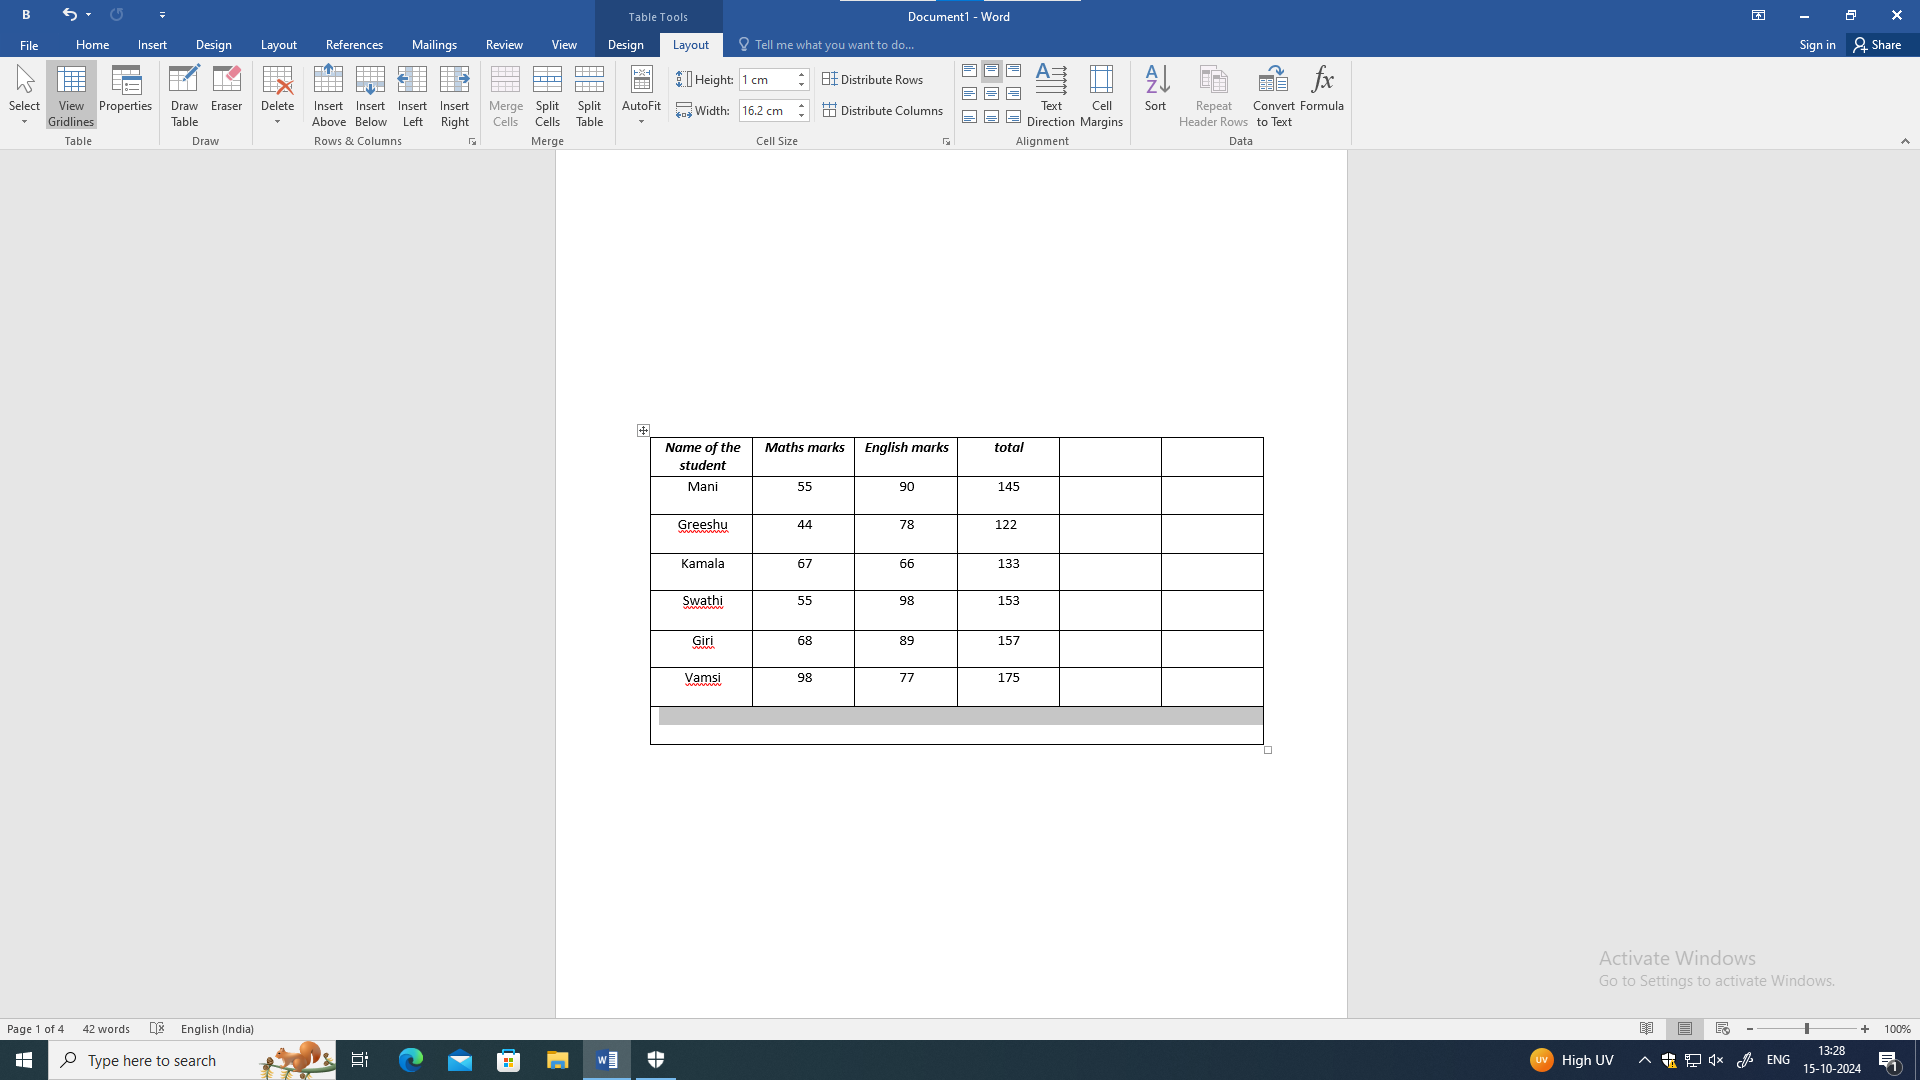 B
Table Tools
Document1 - Word
File Home Insert Design Layout References Mailings Review View Design Layout Tell me what you want to do... Sign in Share
Select View Gridlines Properties Draw Table Eraser Delete Insert Above Insert Below Insert Left Insert Right Merge Cells Split Cells Split Table AutoFit Height: 1 cm Width: 16.2 cm Distribute Rows Distribute Columns Text Direction Cell Margins Sort Repeat Header Rows Convert to Text Formula
Table Draw Rows & Columns Merge Cell Size Alignment Data
Name of the student Maths marks English marks total
Mani 55 90 145
Greeshu 44 78 122
Kamala 67 66 133
Swathi 55 98 153
Giri 68 89 157
Vamsi 98 77 175
Activate Windows
Go to Settings to activate Windows.
Page 1 of 4 42 words English (India) 100%
Type here to search UV High UV ENG 13:28
15-10-2024 1